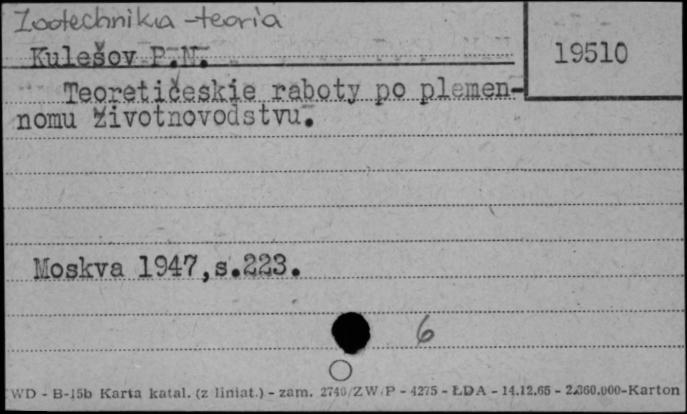 Zootechnika - teoria
Kulešov P.N.
19510
Teoretičeskie raboty po plemen-
nomu životnovodstvu.
Moskva 1947,s.223.
6
WD - B-15b Karta katal. (z liniat.) - zam. 2740/ZW/P - 4275 - ŁDA - 14.12.65 - 2.360.000-Karton